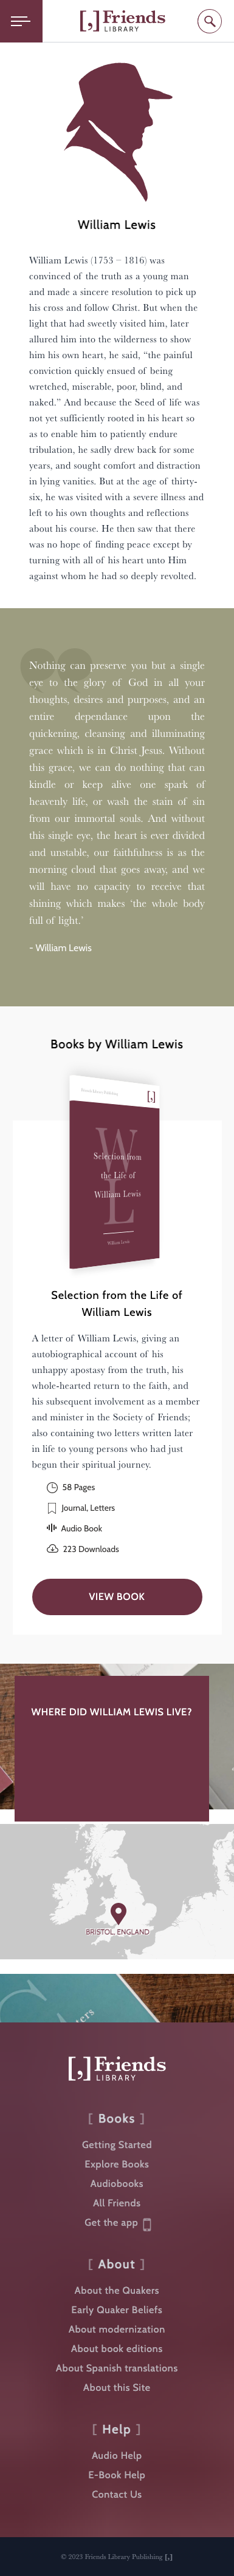 [,] Friends
LIBRARY
William Lewis
William Lewis (1753 – 1816) was
convinced of the truth as a young man
and made a sincere resolution to pick up
his cross and follow Christ. But when the
light that had sweetly visited him, later
allured him into the wilderness to show
him his own heart, he said, “the painful
conviction quickly ensued of being
wretched, miserable, poor, blind, and
naked.” And because the Seed of life was
not yet sufficiently rooted in his heart so
as to enable him to patiently endure
tribulation, he sadly drew back for some
years, and sought comfort and distraction
in lying vanities. But at the age of thirty-
six, he was visited with a severe illness and
left to his own thoughts and reflections
about his course. He then saw that there
was no hope of finding peace except by
turning with all of his heart unto Him
against whom he had so deeply revolted.
Nothing can preserve you but a single
eye to the glory of God in all your
thoughts, desires and purposes, and an
entire dependance upon the
quickening, cleansing and illuminating
grace which is in Christ Jesus. Without
this grace, we can do nothing that can
kindle or keep alive one spark of
heavenly life, or wash the stain of sin
from our immortal souls. And without
this single eye, the heart is ever divided
and unstable, our faithfulness is as the
morning cloud that goes away, and we
will have no capacity to receive that
shining which makes ‘the whole body
full of light.’
- William Lewis
Books by William Lewis
[,]
WL
Selection from
the Life of
William Lewis
William Lewis
Selection from the Life of
William Lewis
A letter of William Lewis, giving an
autobiographical account of his
unhappy apostasy from the truth, his
whole-hearted return to the faith, and
his subsequent involvement as a member
and minister in the Society of Friends;
also containing two letters written later
in life to young persons who had just
begun their spiritual journey.
58 Pages
Journal, Letters
Audio Book
223 Downloads
VIEW BOOK
WHERE DID WILLIAM LEWIS LIVE?
BRISTOL, ENGLAND
[,] Friends
LIBRARY
[ Books ]
Getting Started
Explore Books
Audiobooks
All Friends
Get the app
[ About ]
About the Quakers
Early Quaker Beliefs
About modernization
About book editions
About Spanish translations
About this Site
[ Help ]
Audio Help
E-Book Help
Contact Us
© 2025 Friends Library Publishing [,]